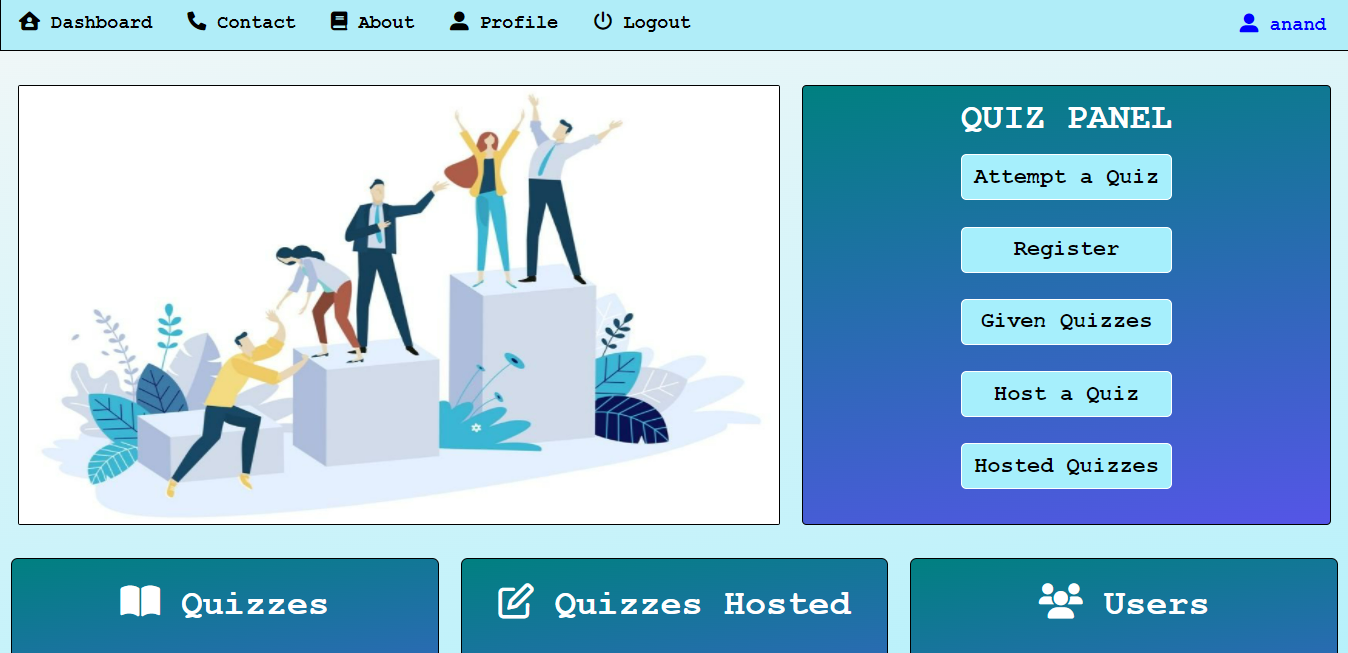 Dashboard Contact About Profile Logout anand
QUIZ PANEL
Attempt a Quiz
Register
Given Quizzes
Host a Quiz
Hosted Quizzes
Quizzes Quizzes Hosted Users